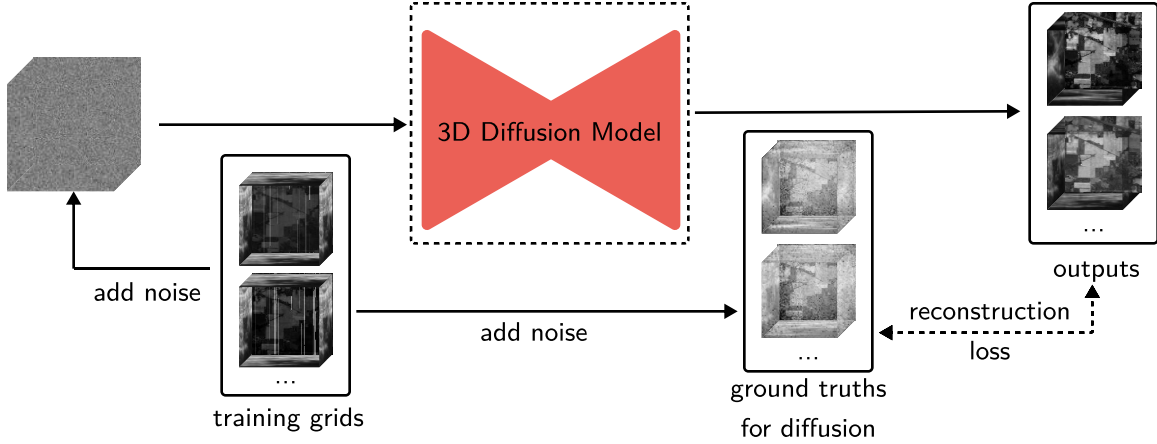 3D Diffusion Model
add noise
...
training grids
add noise
...
ground truths
for diffusion
reconstruction
loss
...
outputs